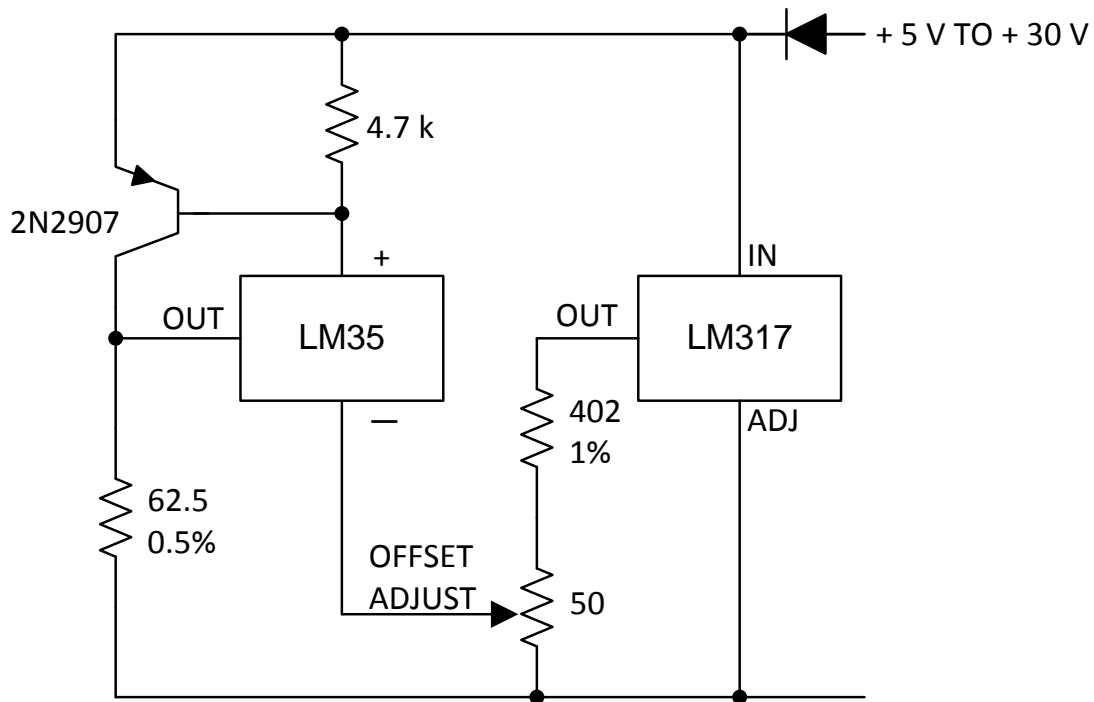 + 5 V TO + 30 V
4.7 k
2N2907
+
IN
OUT
LM35
OUT
LM317
—
402
1%
ADJ
62.5
0.5%
OFFSET
ADJUST
50